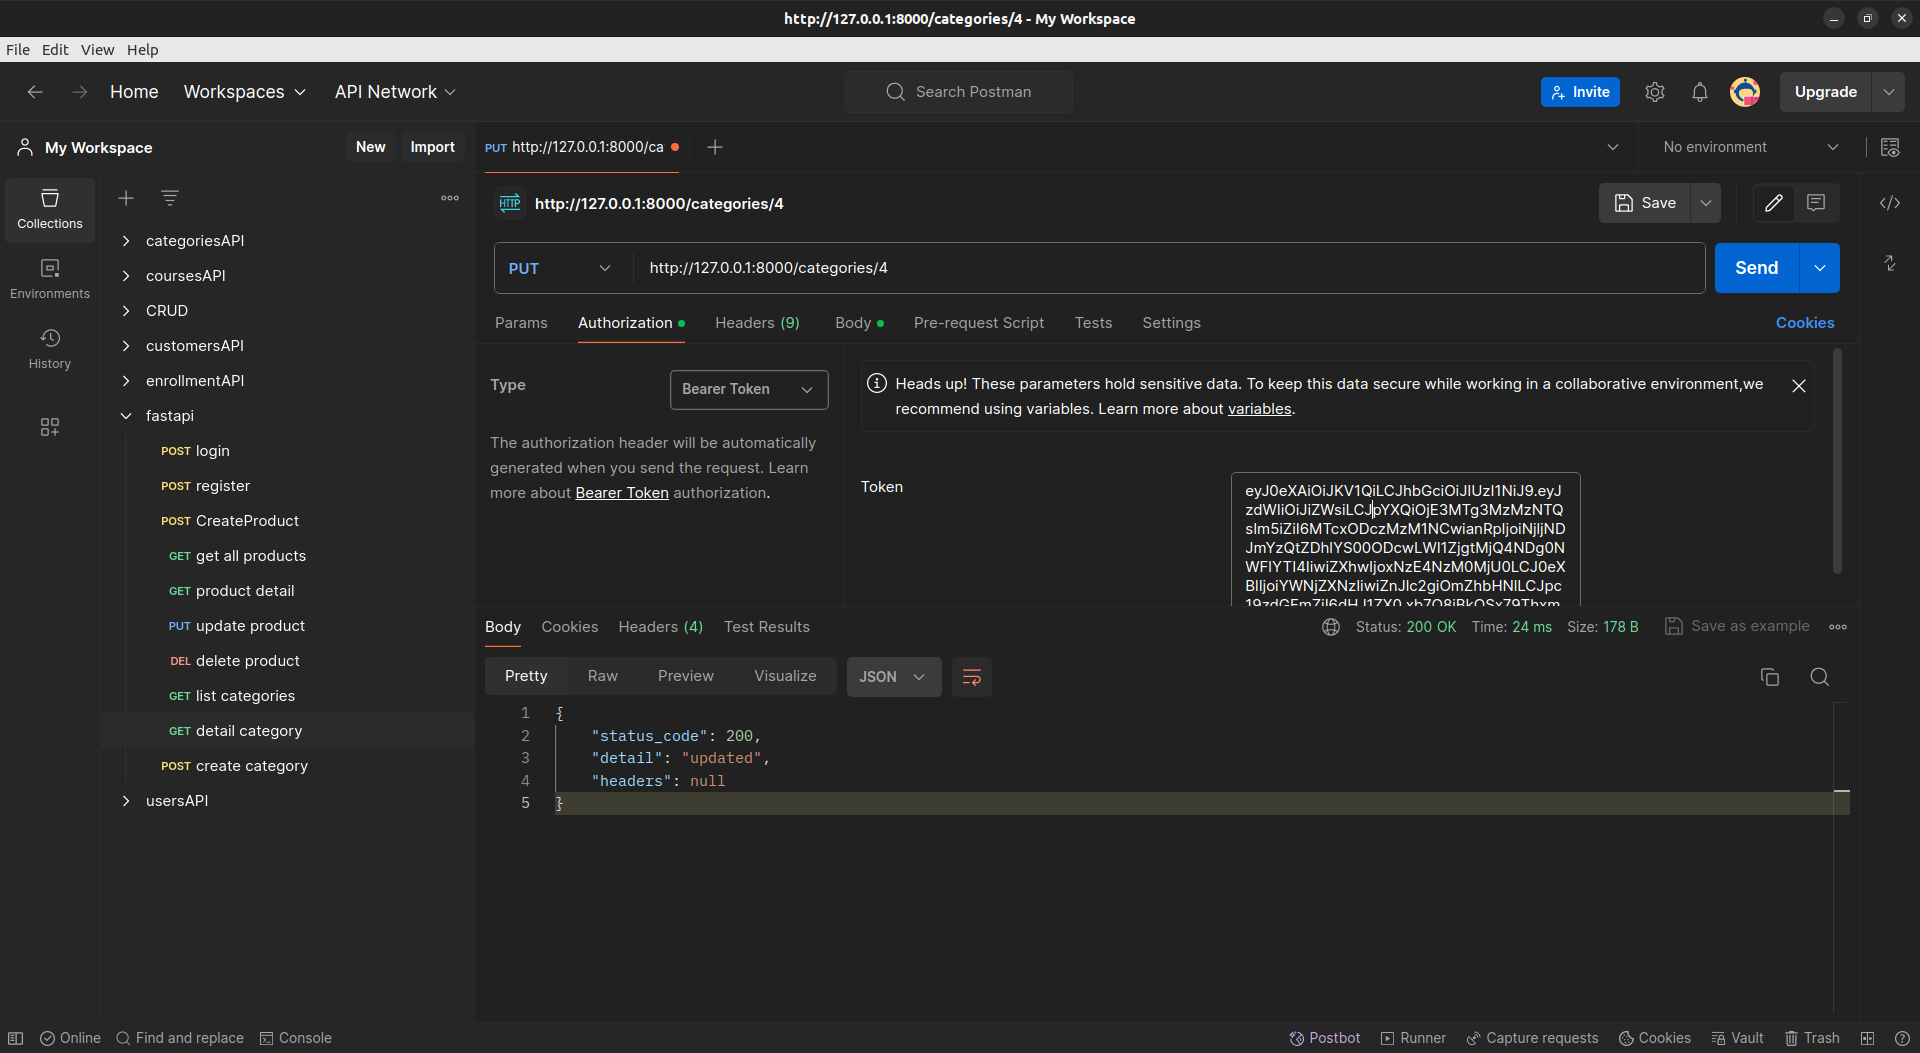 http://127.0.0.1:8000/categories/4 - My Workspace
File Edit View Help
Home Workspaces API Network Search Postman Invite Upgrade
My Workspace New Import
PUT http://127.0.0.1:8000/ca
No environment
Collections
Environments
History
categoriesAPI
coursesAPI
CRUD
customersAPI
enrollmentAPI
fastapi
POST login
POST register
POST CreateProduct
GET get all products
GET product detail
PUT update product
DEL delete product
GET list categories
GET detail category
POST create category
usersAPI
HTTP http://127.0.0.1:8000/categories/4
Save
PUT http://127.0.0.1:8000/categories/4 Send
Params Authorization Headers (9) Body Pre-request Script Tests Settings Cookies
Type Bearer Token
The authorization header will be automatically
generated when you send the request. Learn
more about Bearer Token authorization.
Heads up! These parameters hold sensitive data. To keep this data secure while working in a collaborative environment,we
recommend using variables. Learn more about variables.
Token
Body Cookies Headers (4) Test Results Status: 200 OK Time: 24 ms Size: 178 B Save as example
Pretty Raw Preview Visualize JSON
1 {
2 "status_code": 200,
3 "detail": "updated",
4 "headers": null
5 }
Online Find and replace Console Postbot Runner Capture requests Cookies Vault Trash